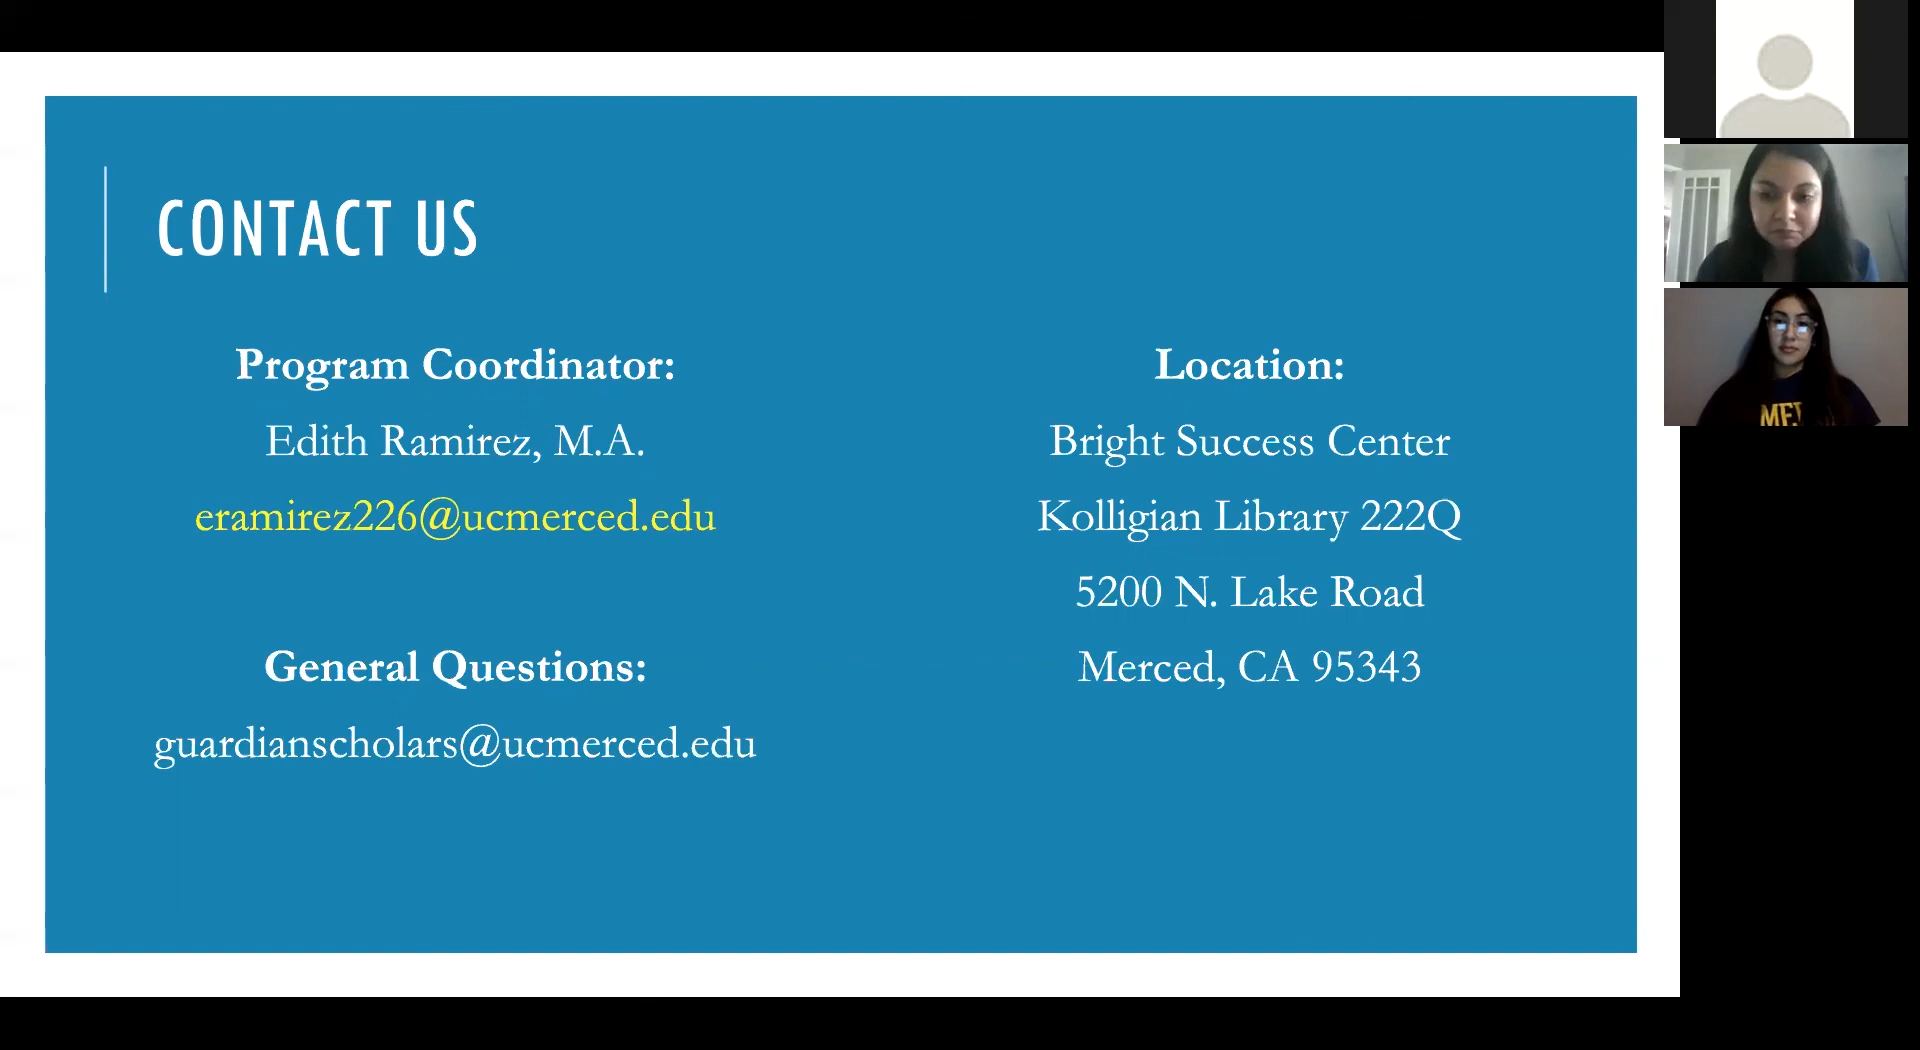 CONTACT US
Program Coordinator:
Edith Ramirez, M.A.
eramirez226@ucmerced.edu
General Questions:
guardianscholars@ucmerced.edu
Location:
Bright Success Center
Kolligian Library 222Q
5200 N. Lake Road
Merced, CA 95343